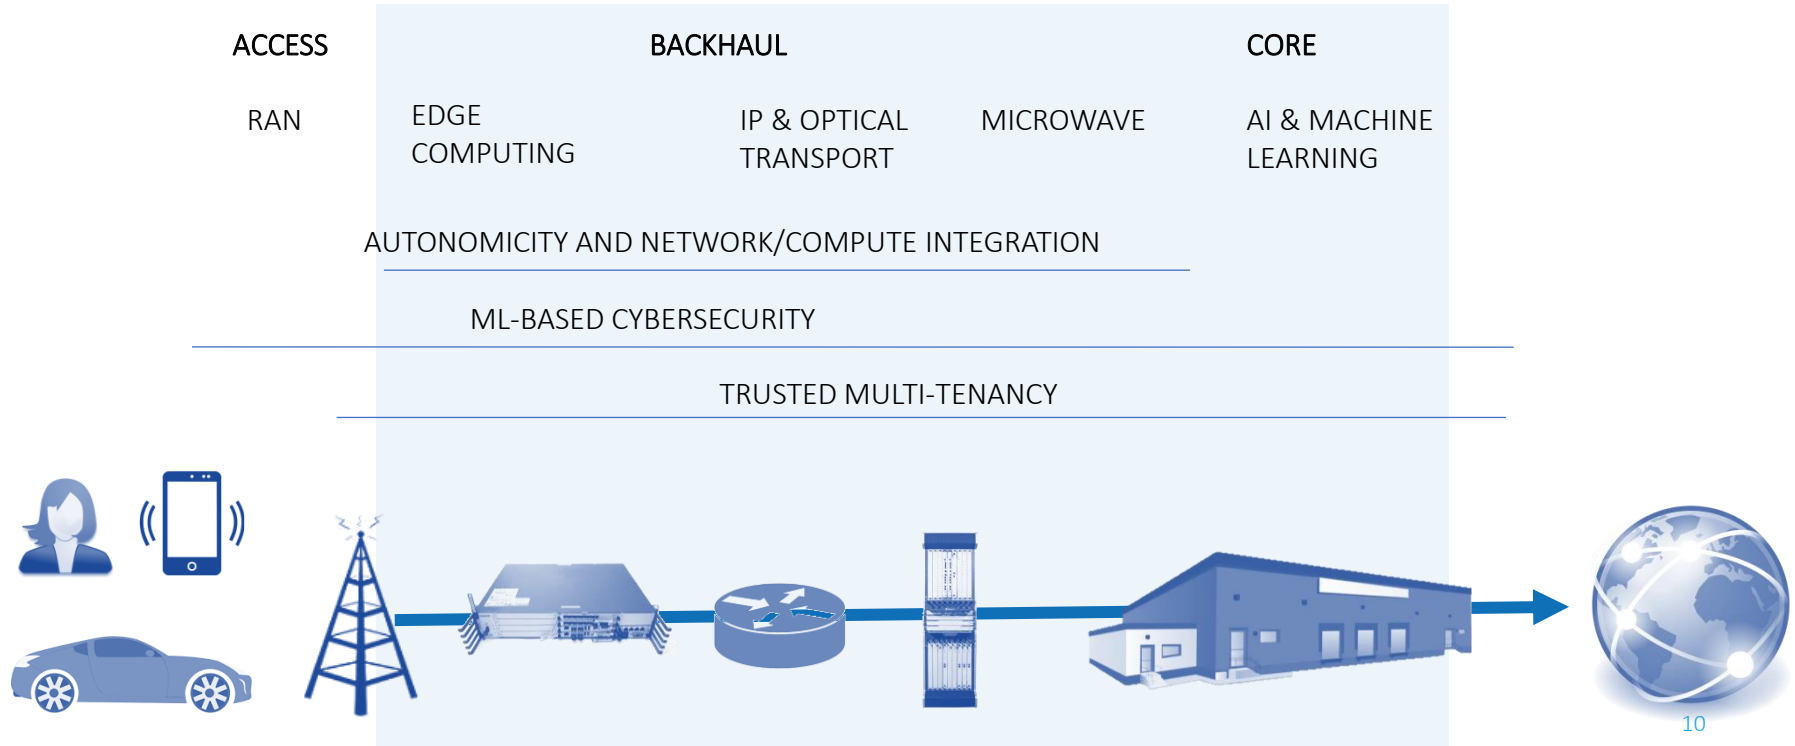 ACCESS
BACKHAUL
CORE
RAN
EDGE
COMPUTING
IP & OPTICAL
TRANSPORT
MICROWAVE
AI & MACHINE
LEARNING
AUTONOMICITY AND NETWORK/COMPUTE INTEGRATION
ML-BASED CYBERSECURITY
TRUSTED MULTI-TENANCY
10